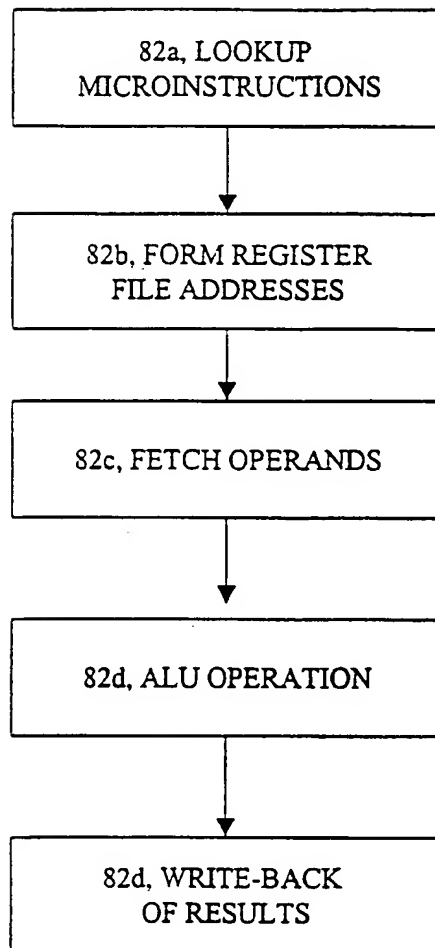 82a, LOOKUP
MICROINSTRUCTIONS
82b, FORM REGISTER
FILE ADDRESSES
82c, FETCH OPERANDS
82d, ALU OPERATION
82d, WRITE-BACK
OF RESULTS